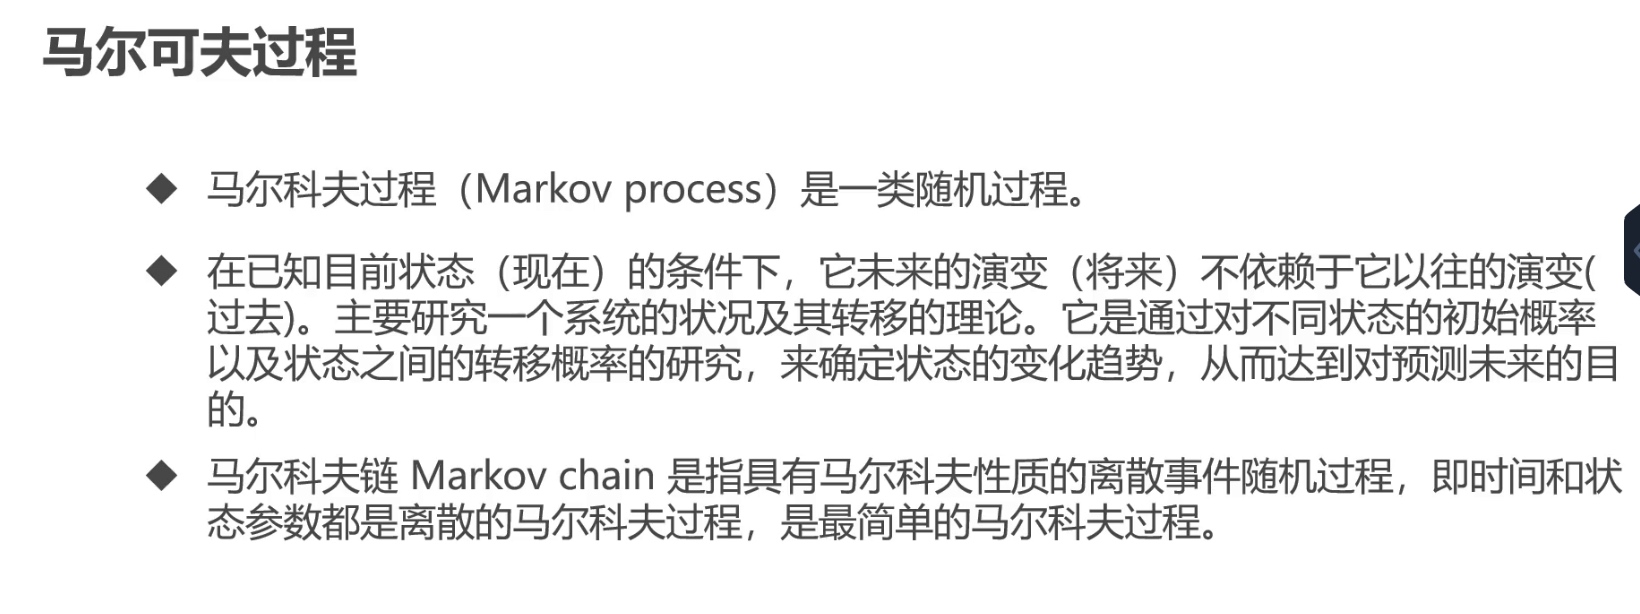 马尔可夫过程
◆ 马尔科夫过程（Markov process）是一类随机过程。
◆ 在已知目前状态（现在）的条件下，它未来的演变（将来）不依赖于它以往的演变(
过去)。主要研究一个系统的状况及其转移的理论。它是通过对不同状态的初始概率
以及状态之间的转移概率的研究，来确定状态的变化趋势，从而达到对预测未来的目
的。
◆ 马尔科夫链 Markov chain 是指具有马尔科夫性质的离散事件随机过程，即时间和状
态参数都是离散的马尔科夫过程，是最简单的马尔科夫过程。